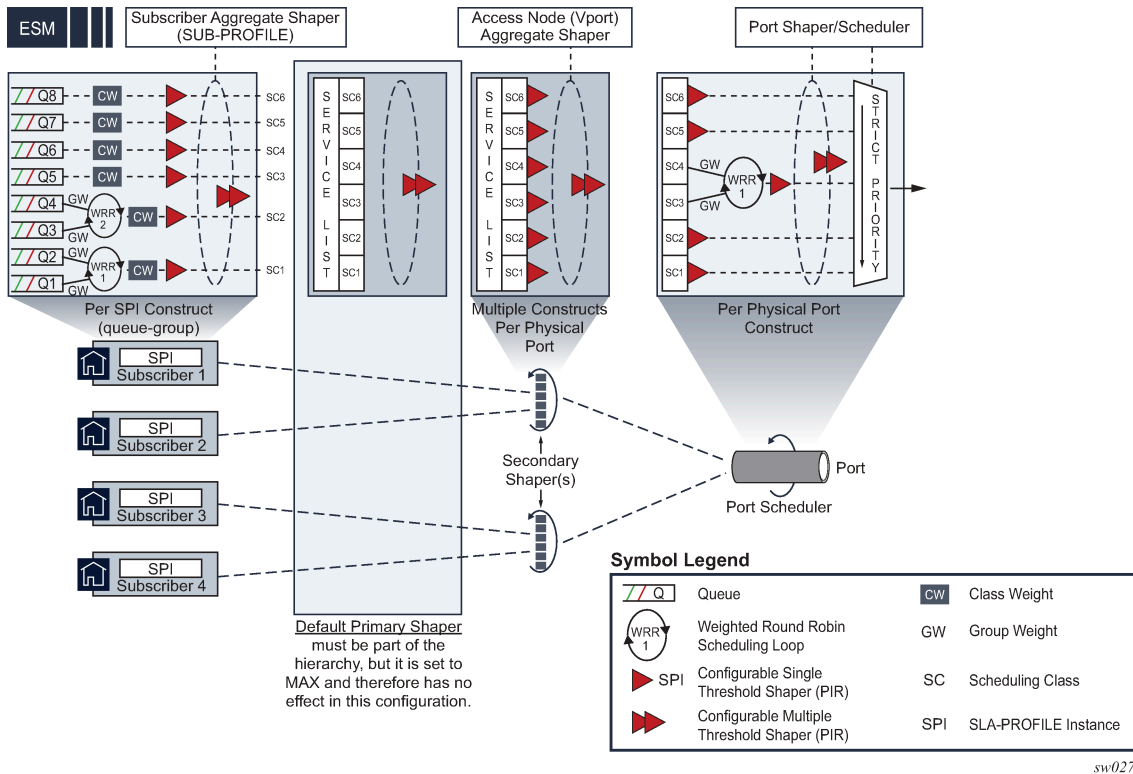 ESM
Subscriber Aggregate Shaper
(SUB-PROFILE)
Access Node (Vport)
Aggregate Shaper
Port Shaper/Scheduler
Q8
CW
SC6
Q7
CW
SC5
Q6
CW
SC4
Q5
CW
SC3
Q4
GW
WRR
2
CW
SC2
Q3
GW
Q2
GW
WRR
1
CW
SC1
Q1
GW
SERVICE LIST
SC6
SC5
SC4
SC3
SC2
SC1
SERVICE LIST
SC6
SC5
SC4
SC3
SC2
SC1
SC6
SC5
SC4
GW
WRR
1
SC3
GW
SC2
SC1
STRICT PRIORITY
Per SPI Construct
(queue-group)
Multiple Constructs
Per Physical
Port
Per Physical Port
Construct
SPI
Subscriber 1
SPI
Subscriber 2
SPI
Subscriber 3
SPI
Subscriber 4
Secondary
Shaper(s)
Port
Port Scheduler
Default Primary Shaper
must be part of the
hierarchy, but it is set to
MAX and therefore has no
effect in this configuration.
Symbol Legend
Q
Queue
CW
Class Weight
WRR
1
Weighted Round Robin
Scheduling Loop
GW
Group Weight
SPI
Configurable Single
Threshold Shaper (PIR)
SC
Scheduling Class
Configurable Multiple
Threshold Shaper (PIR)
SPI
SLA-PROFILE Instance
sw027